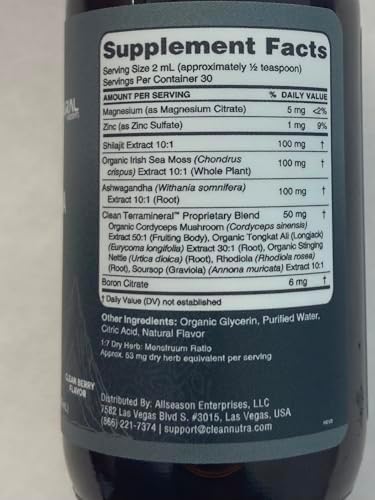 Supplement Facts
Serving Size 2 mL (approximately ½ teaspoon)
Servings Per Container 30
AMOUNT PER SERVING % DAILY VALUE
Magnesium (as Magnesium Citrate) 5 mg <2%
Zinc (as Zinc Sulfate) 1 mg 9%
Shilajit Extract 10:1 100 mg †
Organic Irish Sea Moss (Chondrus
crispus) Extract 10:1 (Whole Plant) 100 mg †
Ashwagandha (Withania somnifera)
Extract 10:1 (Root) 100 mg †
Clean Terramineral™ Proprietary Blend 50 mg †
Organic Cordyceps Mushroom (Cordyceps sinensis)
Extract 50:1 (Fruiting Body), Organic Tongkat Ali (Longjack)
(Eurycoma longifolia) Extract 30:1 (Root), Organic Stinging
Nettle (Urtica dioica) (Root), Rhodiola (Rhodiola rosea)
(Root), Soursop (Graviola) (Annona muricata) Extract 10:1
Boron Citrate 6 mg †
† Daily Value (DV) not established
Other Ingredients: Organic Glycerin, Purified Water,
Citric Acid, Natural Flavor
1:7 Dry Herb: Menstruum Ratio
Approx. 53 mg dry herb equivalent per serving
CLEAN BERRY
FLAVOR
Distributed By: Allseason Enterprises, LLC
7582 Las Vegas Blvd S. #3015, Las Vegas, USA
(866) 221-7374 | support@cleannutra.com